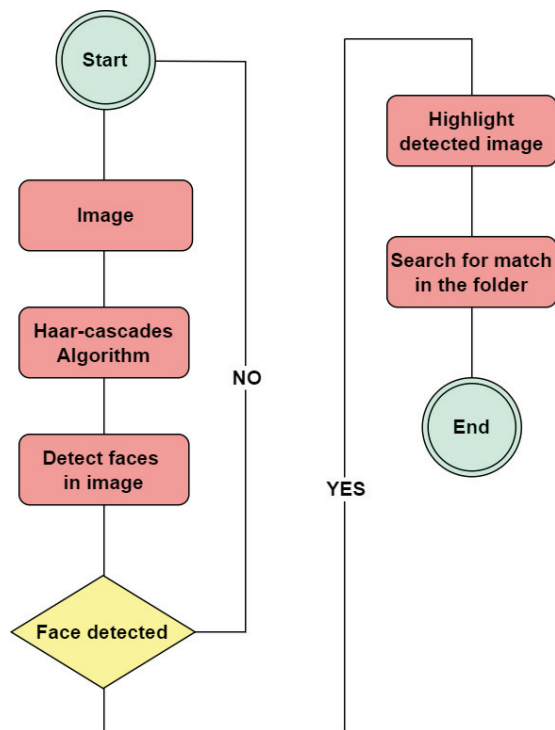 Start
Image
Haar-cascades
Algorithm
Detect faces
in image
Face detected
NO
YES
Highlight
detected image
Search for match
in the folder
End